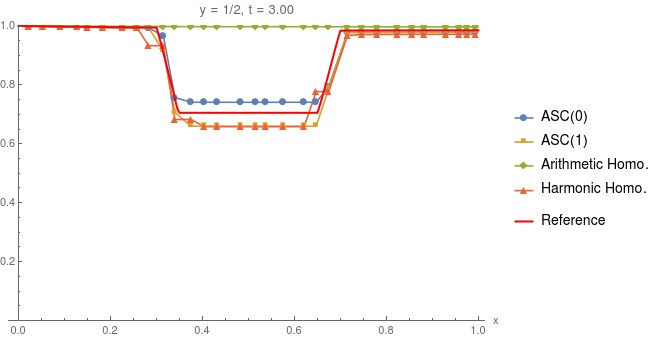 y = 1/2, t = 3.00
1.0
0.8
0.6
0.4
0.2
0.0
0.2
0.4
0.6
0.8
1.0
x
ASC(0)
ASC(1)
Arithmetic Homo.
Harmonic Homo.
Reference